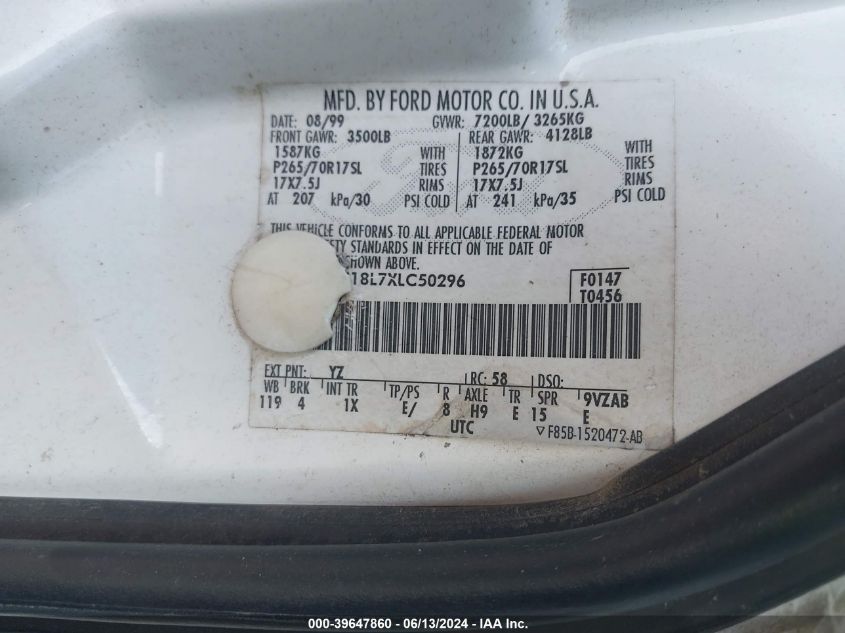 MFD. BY FORD MOTOR CO. IN U.S.A.
DATE: 08/99 GVWR: 7200LB/ 3265KG
FRONT GAWR: 3500LB REAR GAWR: 4128LB
1587KG WITH 1872KG WITH
P265/70R17SL TIRES P265/70R17SL TIRES
17X7.5J RIMS 17X7.5J RIMS
AT 207 kPa/30 PSI COLD AT 241 kPa/35 PSI COLD
THIS VEHICLE CONFORMS TO ALL APPLICABLE FEDERAL MOTOR
STANDARDS IN EFFECT ON THE DATE OF
SHOWN ABOVE.
18L7XLC50296 F0147
T0456
EXT PNT: YZ RC: 58 DSO:
WB BRK INT TR TP/PS R AXLE TR SPR 9VZAB
119 4 1X E/ 8 H9 E 15 E
UTC ▽ F85B-1520472-AB
000-39647860 - 06/13/2024 - IAA Inc.